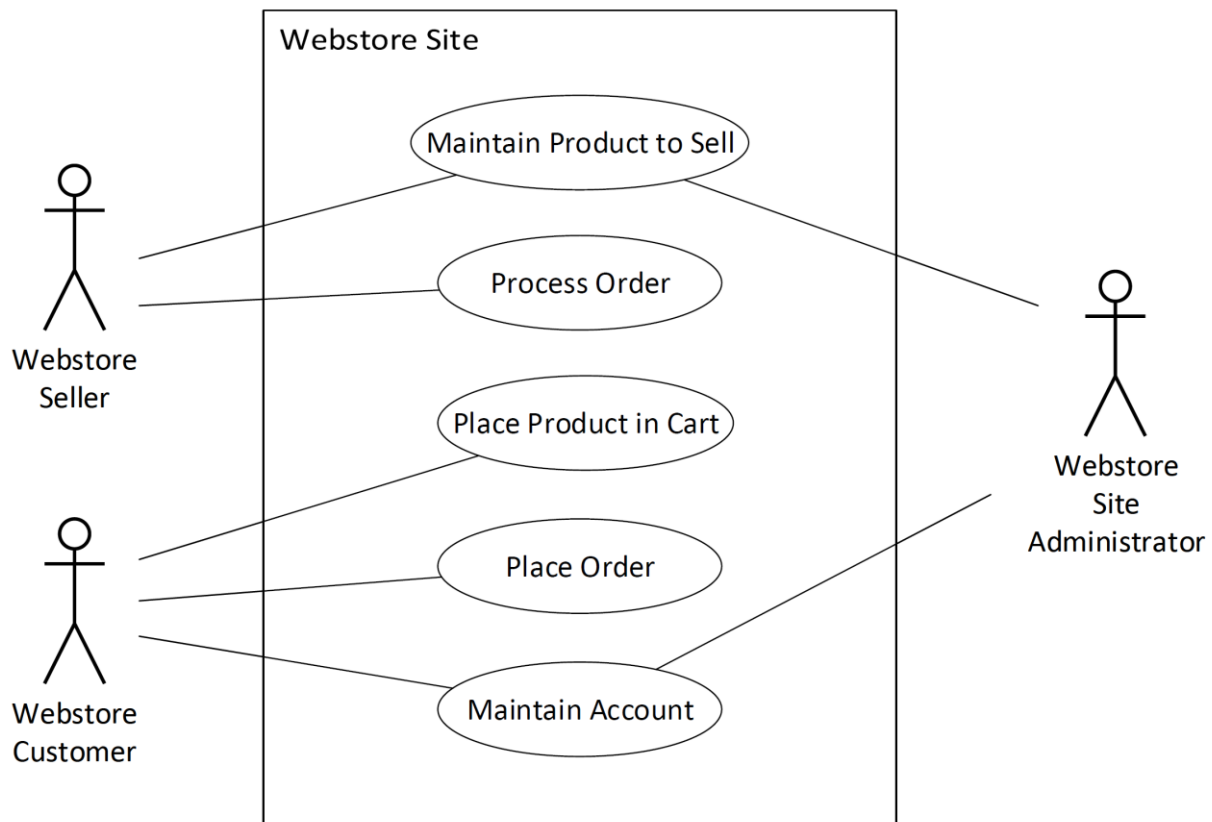 Webstore Site
Maintain Product to Sell
Process Order
Webstore
Seller
Place Product in Cart
Webstore
Site
Administrator
Place Order
Maintain Account
Webstore
Customer